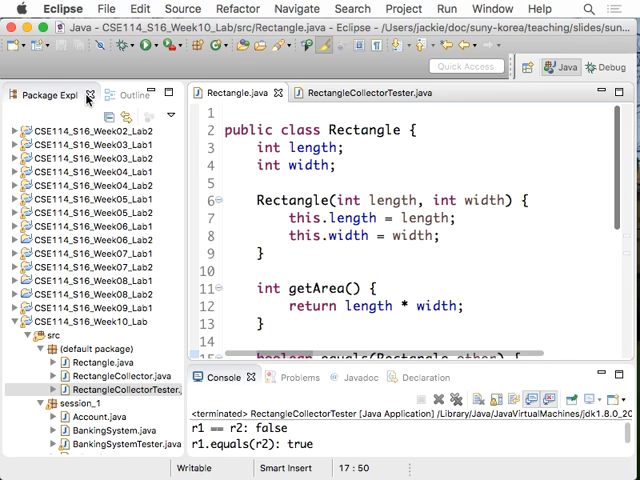 Eclipse File Edit Source Refactor Navigate Search Project Run Window Help
Java - CSE114_S16_Week10_Lab/src/Rectangle.java - Eclipse - /Users/jackie/doc/suny-korea/teaching/slides/sun...
Quick Access
Java
Debug
Package Expl
Outline
CSE114_S16_Week02_Lab2
CSE114_S16_Week03_Lab1
CSE114_S16_Week03_Lab2
CSE114_S16_Week04_Lab1
CSE114_S16_Week04_Lab2
CSE114_S16_Week05_Lab2
CSE114_S16_Week05_Lab1
CSE114_S16_Week06_Lab1
CSE114_S16_Week06_Lab2
CSE114_S16_Week07_Lab1
CSE114_S16_Week07_Lab2
CSE114_S16_Week08_Lab1
CSE114_S16_Week08_Lab2
CSE114_S16_Week09_Lab1
CSE114_S16_Week10_Lab
src
(default package)
Rectangle.java
RectangleCollector.java
RectangleCollectorTester.
session_1
Account.java
BankingSystem.java
BankingSystemTester.java
Rectangle.java
RectangleCollectorTester.java
1
2 public class Rectangle {
3 int length;
4 int width;
5
6 Rectangle(int length, int width) {
7 this.length = length;
8 this.width = width;
9 }
10
11 int getArea() {
12 return length * width;
13 }
14
15 boolean equals(Rectangle other) {
Console
Problems
Javadoc
Declaration
<terminated> RectangleCollectorTester [Java Application] /Library/Java/JavaVirtualMachines/jdk1.8.0_20
r1 == r2: false
r1.equals(r2): true
Writable
Smart Insert
17 : 50